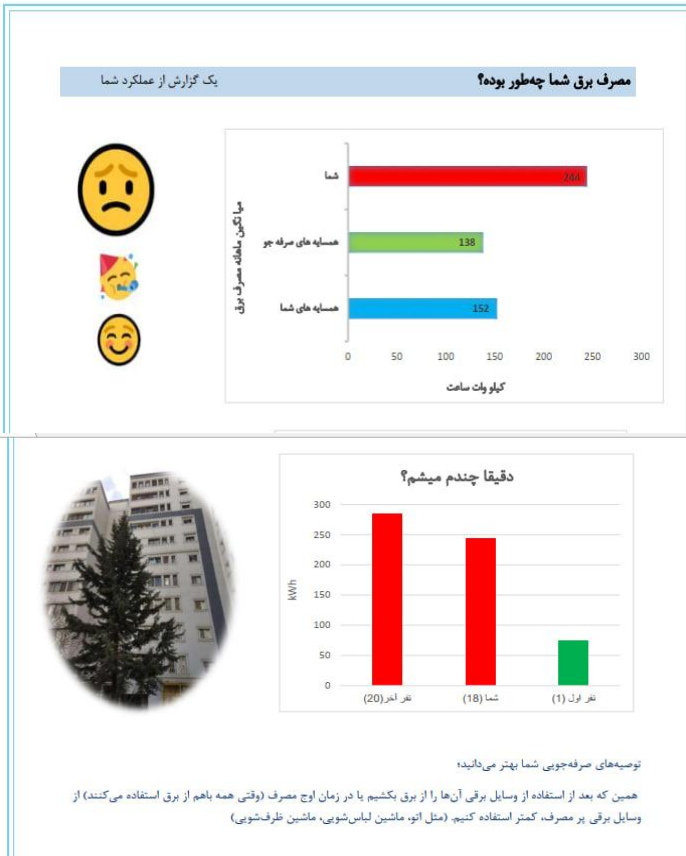 مصرف برق شما چه‌طور بوده؟
یک گزارش از عملکرد شما
میا نگین ماهانه مصرف برق
شما
244
همسایه های صرفه جو
138
همسایه های شما
152
0 50 100 150 200 250 300
کیلو وات ساعت
دقیقا چندم میشم؟
kWh
300
250
200
150
100
50
0
نفر آخر(20)
شما (18)
نفر اول (1)
توصیه‌های صرفه‌جویی شما بهتر می‌دانید؛
همین که بعد از استفاده از وسایل برقی آن‌ها را از برق بکشیم یا در زمان اوج مصرف (وقتی همه باهم از برق استفاده می‌کنند) از
وسایل برقی پر مصرف، کمتر استفاده کنیم. (مثل اتو، ماشین لباس‌شویی، ماشین ظرف‌شویی)